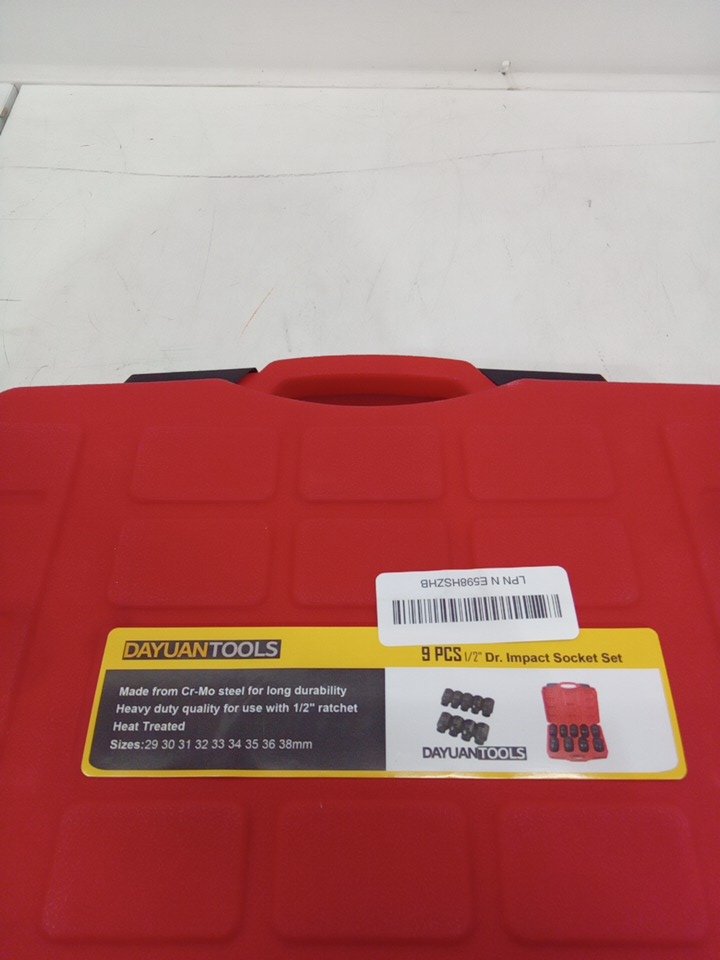 LPN N E598HSZHB
DAYUANTOOLS
9 PCS 1/2" Dr. Impact Socket Set
Made from Cr-Mo steel for long durability
Heavy duty quality for use with 1/2" ratchet
Heat Treated
Sizes:29 30 31 32 33 34 35 36 38mm
DAYUANTOOLS